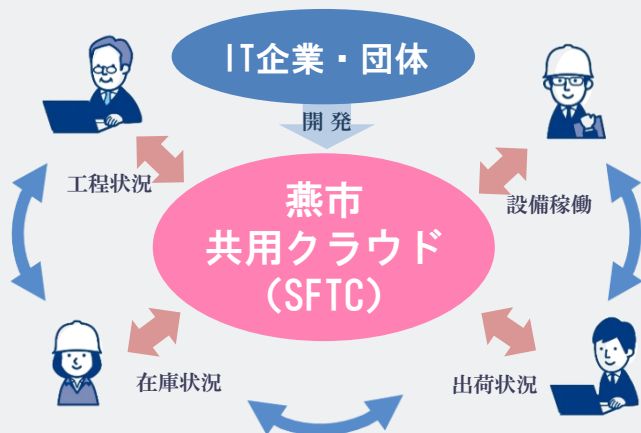 IT企業・団体
開発
工程状況
設備稼働
燕市
共用クラウド
(SFTC)
在庫状況
出荷状況